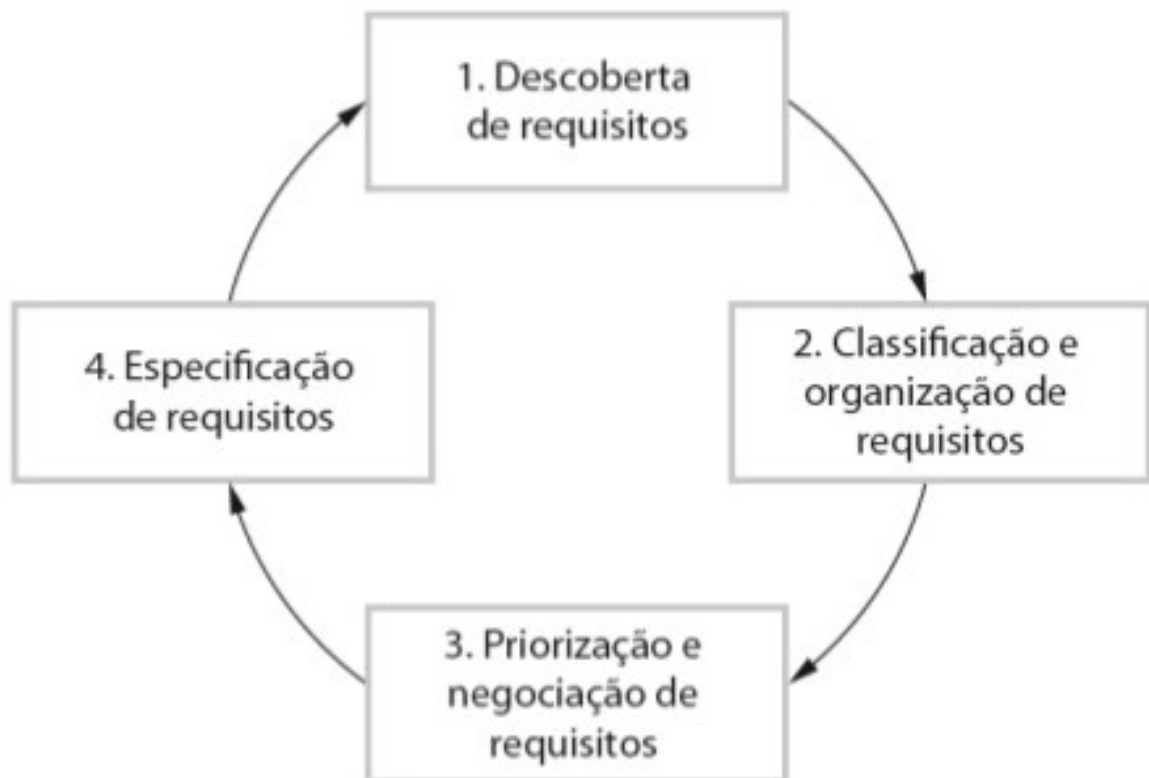 1. Descoberta
de requisitos
2. Classificação e
organização de
requisitos
3. Priorização e
negociação de
requisitos
4. Especificação
de requisitos